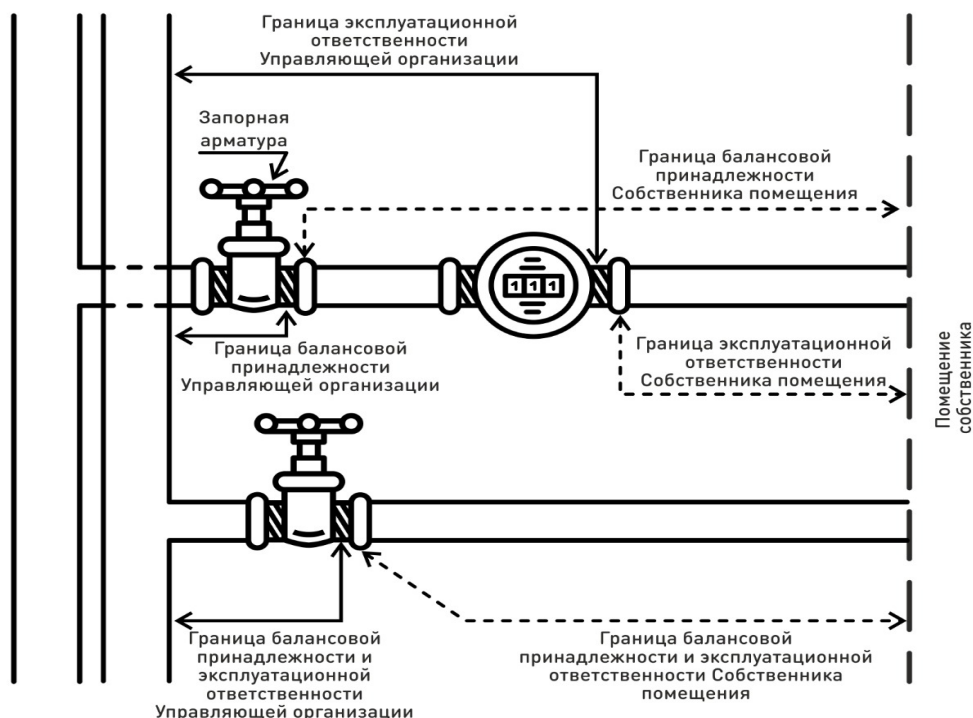 Граница эксплуатационной
ответственности
Управляющей организации
Запорная
арматура
Граница балансовой
принадлежности
Собственника помещения
111
Граница балансовой
принадлежности
Управляющей организации
Граница эксплуатационной
ответственности
Собственника помещения
Помещение
собственника
Граница балансовой
принадлежности и
эксплуатационной
ответственности
Управляющей организации
Граница балансовой
принадлежности и эксплуатационной
ответственности Собственника
помещения